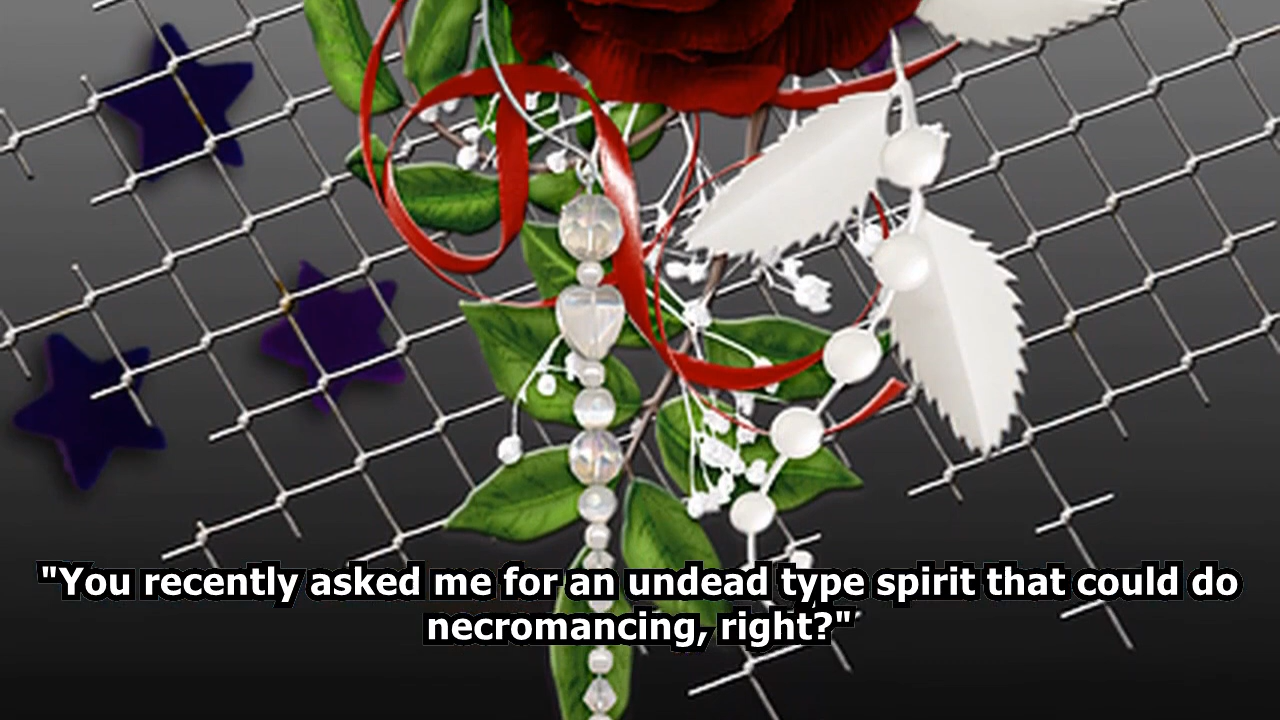 "You recently asked me for an undead type spirit that could do
necromancing, right?"